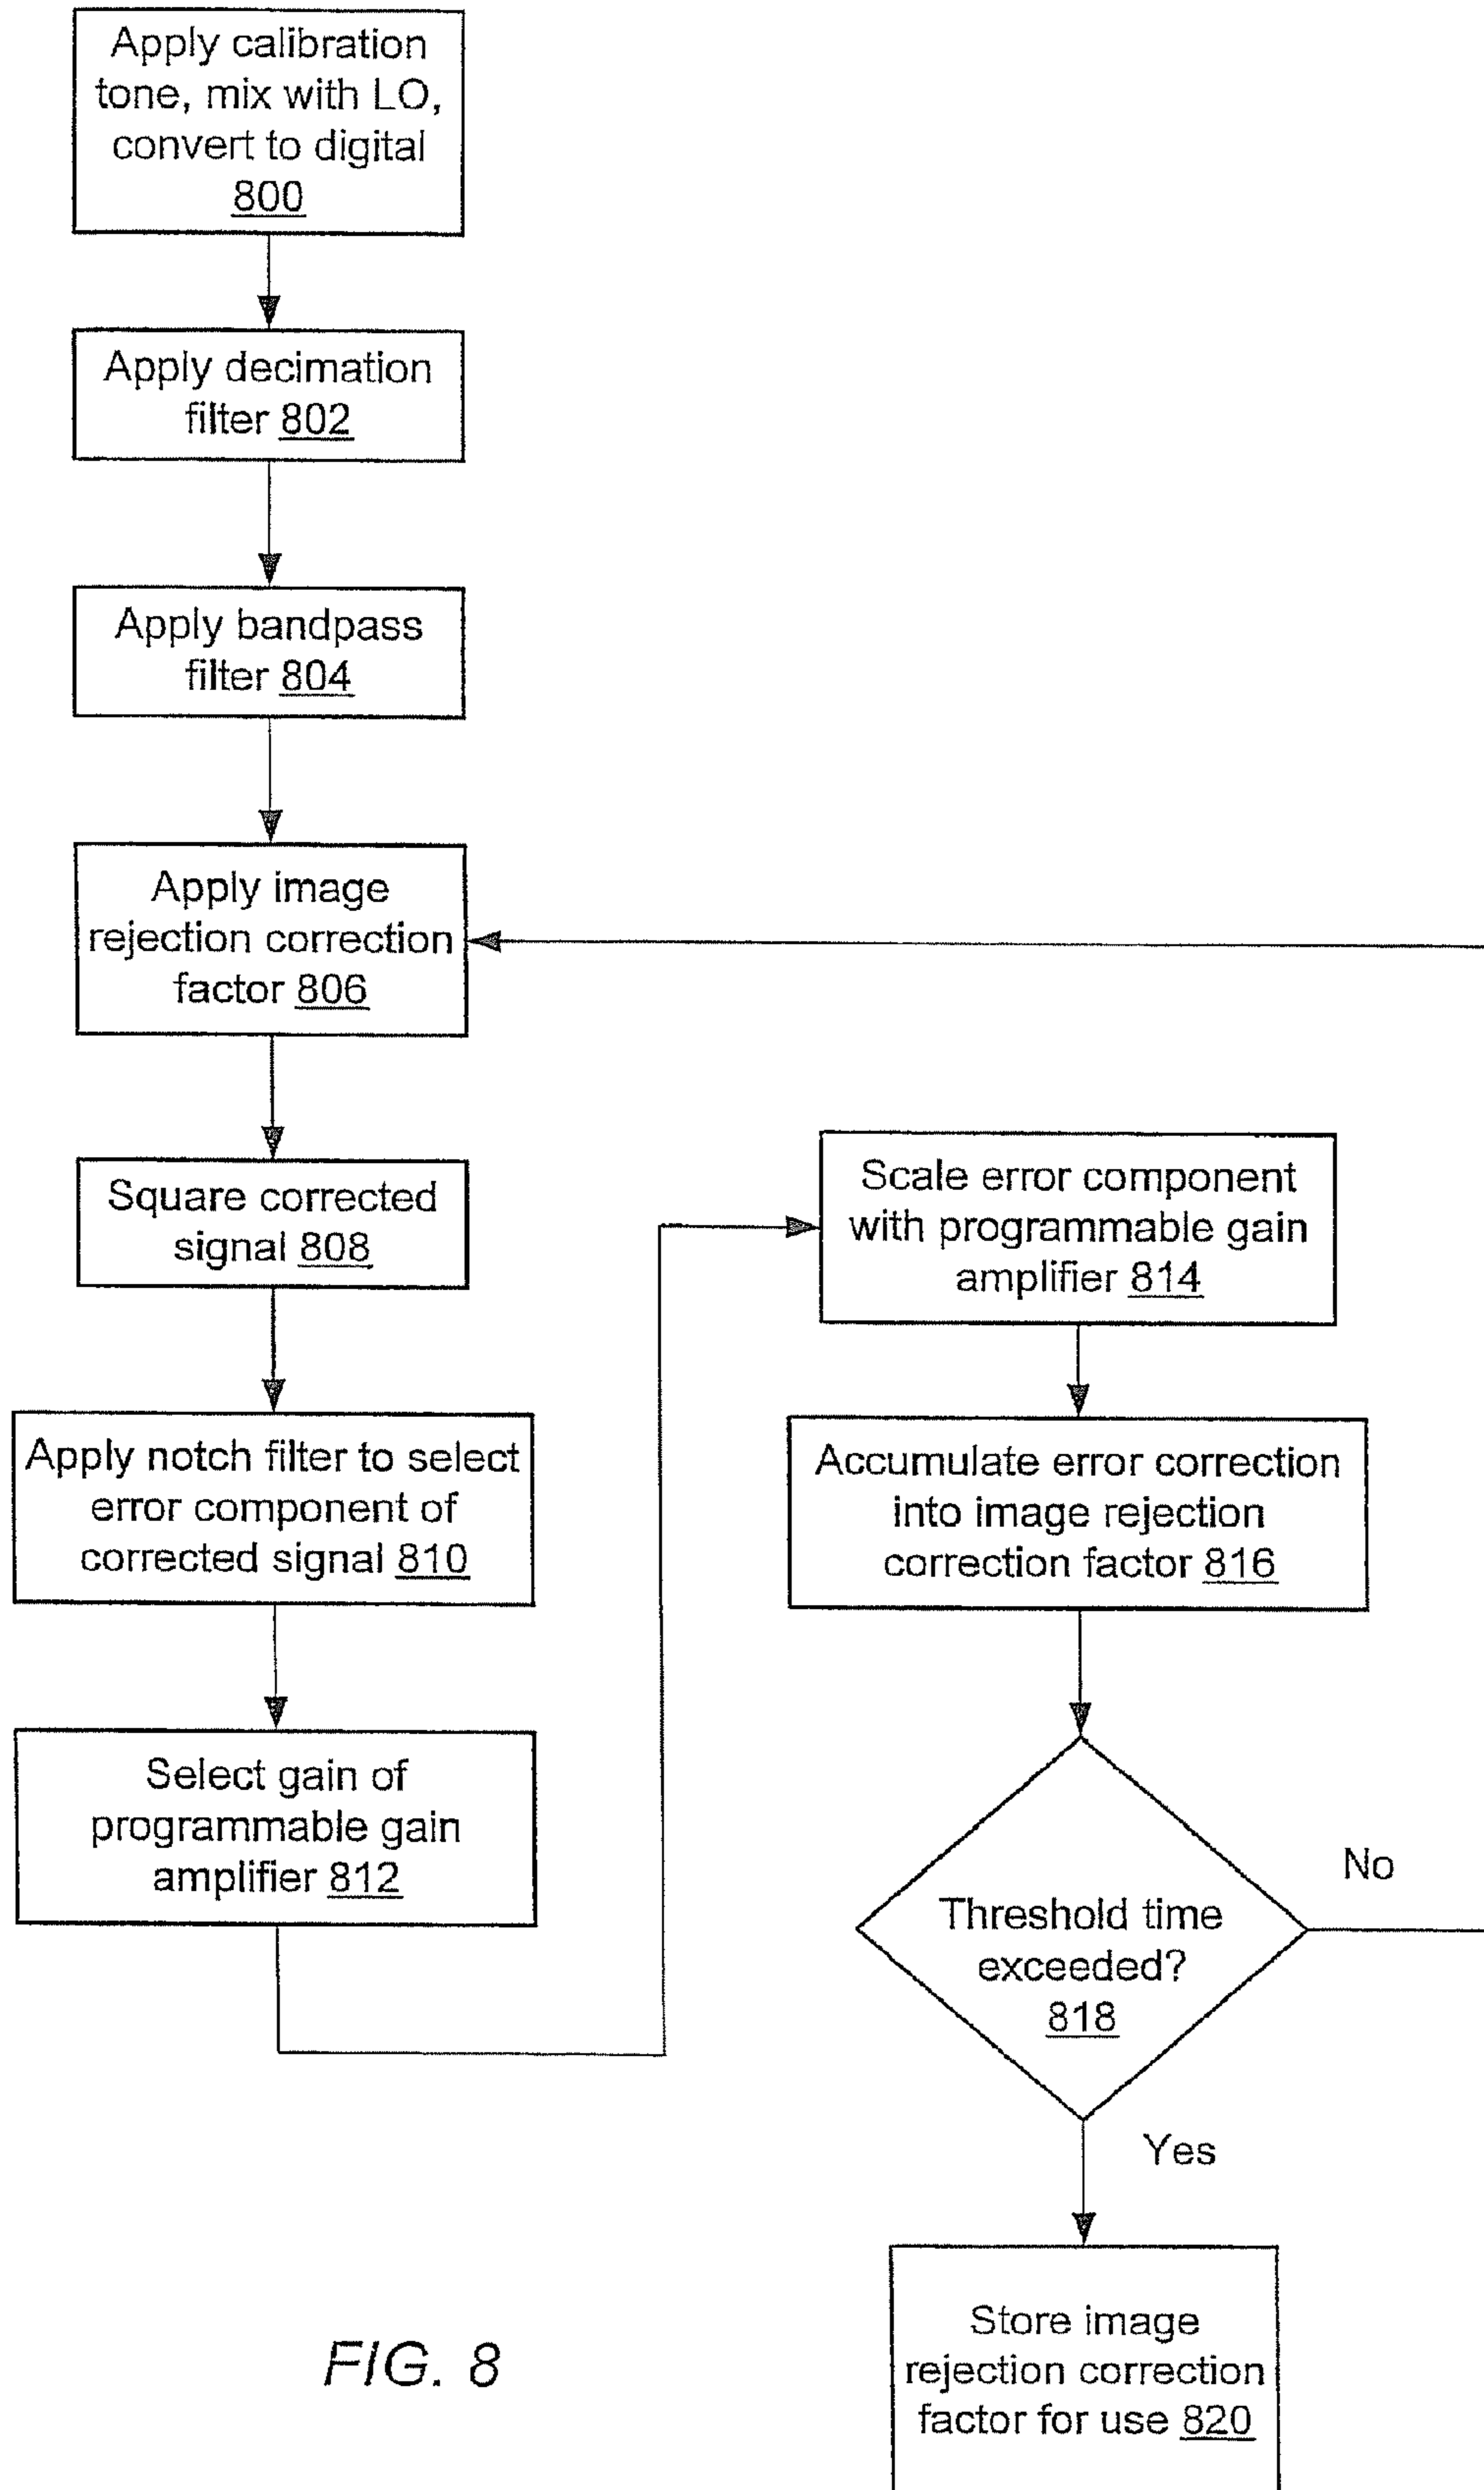 Apply calibration
tone, mix with LO,
convert to digital
800
Apply decimation
filter 802
Apply bandpass
filter 804
Apply image
rejection correction
factor 806
Square corrected
signal 808
Apply notch filter to select
error component of
corrected signal 810
Select gain of
programmable gain
amplifier 812
Scale error component
with programmable gain
amplifier 814
Accumulate error correction
into image rejection
correction factor 816
Threshold time
exceeded?
818
No
Yes
Store image
rejection correction
factor for use 820
FIG. 8